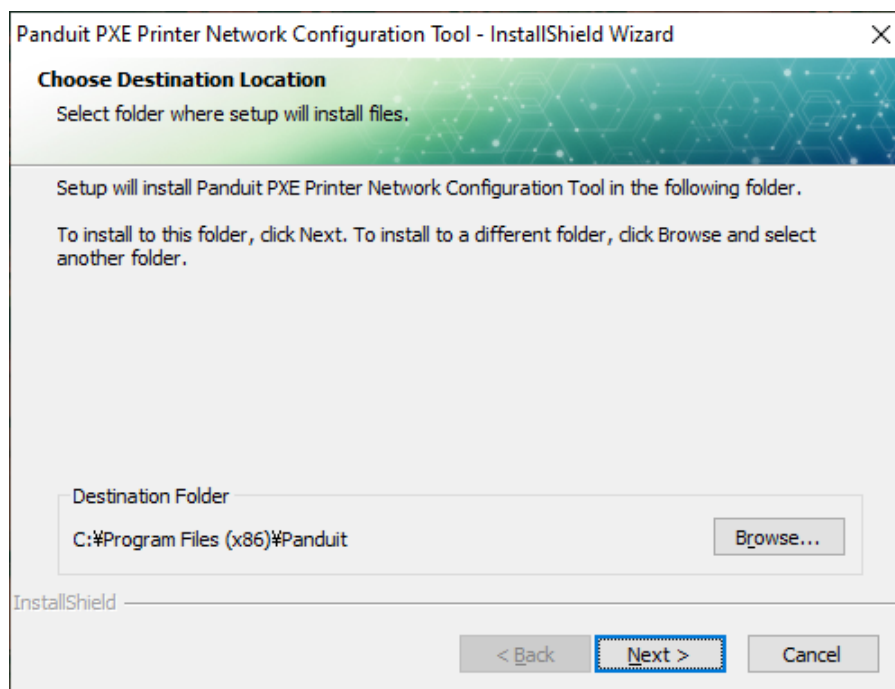 Panduit PXE Printer Network Configuration Tool - InstallShield Wizard
Choose Destination Location
Select folder where setup will install files.
Setup will install Panduit PXE Printer Network Configuration Tool in the following folder.
To install to this folder, click Next. To install to a different folder, click Browse and select
another folder.
Destination Folder
C:¥Program Files (x86)¥Panduit
Browse...
InstallShield
< Back
Next >
Cancel